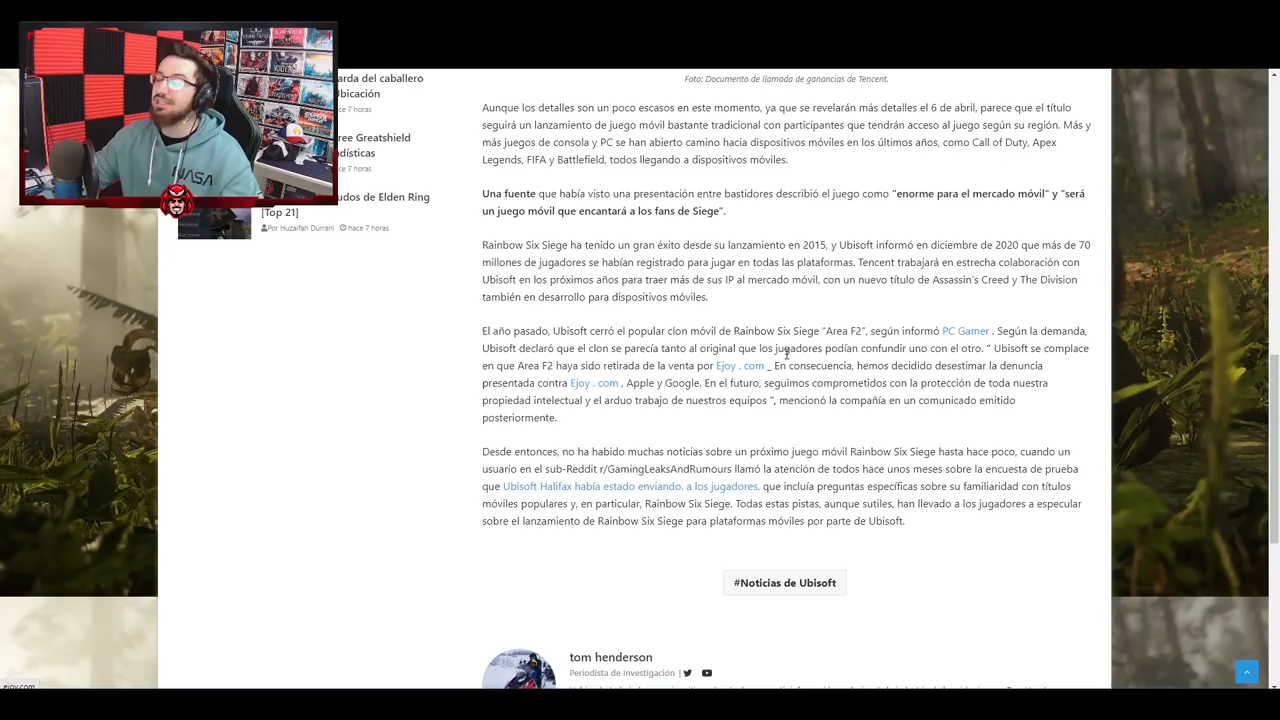 NASA
arda del caballero
Ubicación
ce 7 horas
ree Greatshield
adísticas
ce 7 horas
udos de Elden Ring
[Top 21]
Por Huzaifah Durrani hace 7 horas
Foto: Documento de llamada de ganancias de Tencent.
Aunque los detalles son un poco escasos en este momento, ya que se revelarán más detalles el 6 de abril, parece que el título
seguirá un lanzamiento de juego móvil bastante tradicional con participantes que tendrán acceso al juego según su región. Más y
más juegos de consola y PC se han abierto camino hacia dispositivos móviles en los últimos años, como Call of Duty, Apex
Legends, FIFA y Battlefield, todos llegando a dispositivos móviles.
Una fuente que había visto una presentación entre bastidores describió el juego como "enorme para el mercado móvil" y "será
un juego móvil que encantará a los fans de Siege".
Rainbow Six Siege ha tenido un gran éxito desde su lanzamiento en 2015, y Ubisoft informó en diciembre de 2020 que más de 70
millones de jugadores se habían registrado para jugar en todas las plataformas. Tencent trabajará en estrecha colaboración con
Ubisoft en los próximos años para traer más de sus IP al mercado móvil, con un nuevo título de Assassin's Creed y The Division
también en desarrollo para dispositivos móviles.
El año pasado, Ubisoft cerró el popular clon móvil de Rainbow Six Siege "Area F2", según informó PC Gamer . Según la demanda,
Ubisoft declaró que el clon se parecía tanto al original que los jugadores podían confundir uno con el otro. " Ubisoft se complace
en que Area F2 haya sido retirada de la venta por Ejoy . com _ En consecuencia, hemos decidido desestimar la denuncia
presentada contra Ejoy . com , Apple y Google. En el futuro, seguimos comprometidos con la protección de toda nuestra
propiedad intelectual y el arduo trabajo de nuestros equipos ", mencionó la compañía en un comunicado emitido
posteriormente.
Desde entonces, no ha habido muchas noticias sobre un próximo juego móvil Rainbow Six Siege hasta hace poco, cuando un
usuario en el sub-Reddit r/GamingLeaksAndRumours llamó la atención de todos hace unos meses sobre la encuesta de prueba
que Ubisoft Halifax había estado enviando. a los jugadores, que incluía preguntas específicas sobre su familiaridad con títulos
móviles populares y, en particular, Rainbow Six Siege. Todas estas pistas, aunque sutiles, han llevado a los jugadores a especular
sobre el lanzamiento de Rainbow Six Siege para plataformas móviles por parte de Ubisoft.
#Noticias de Ubisoft
tom henderson
Periodista de Investigación |
ejoy.com